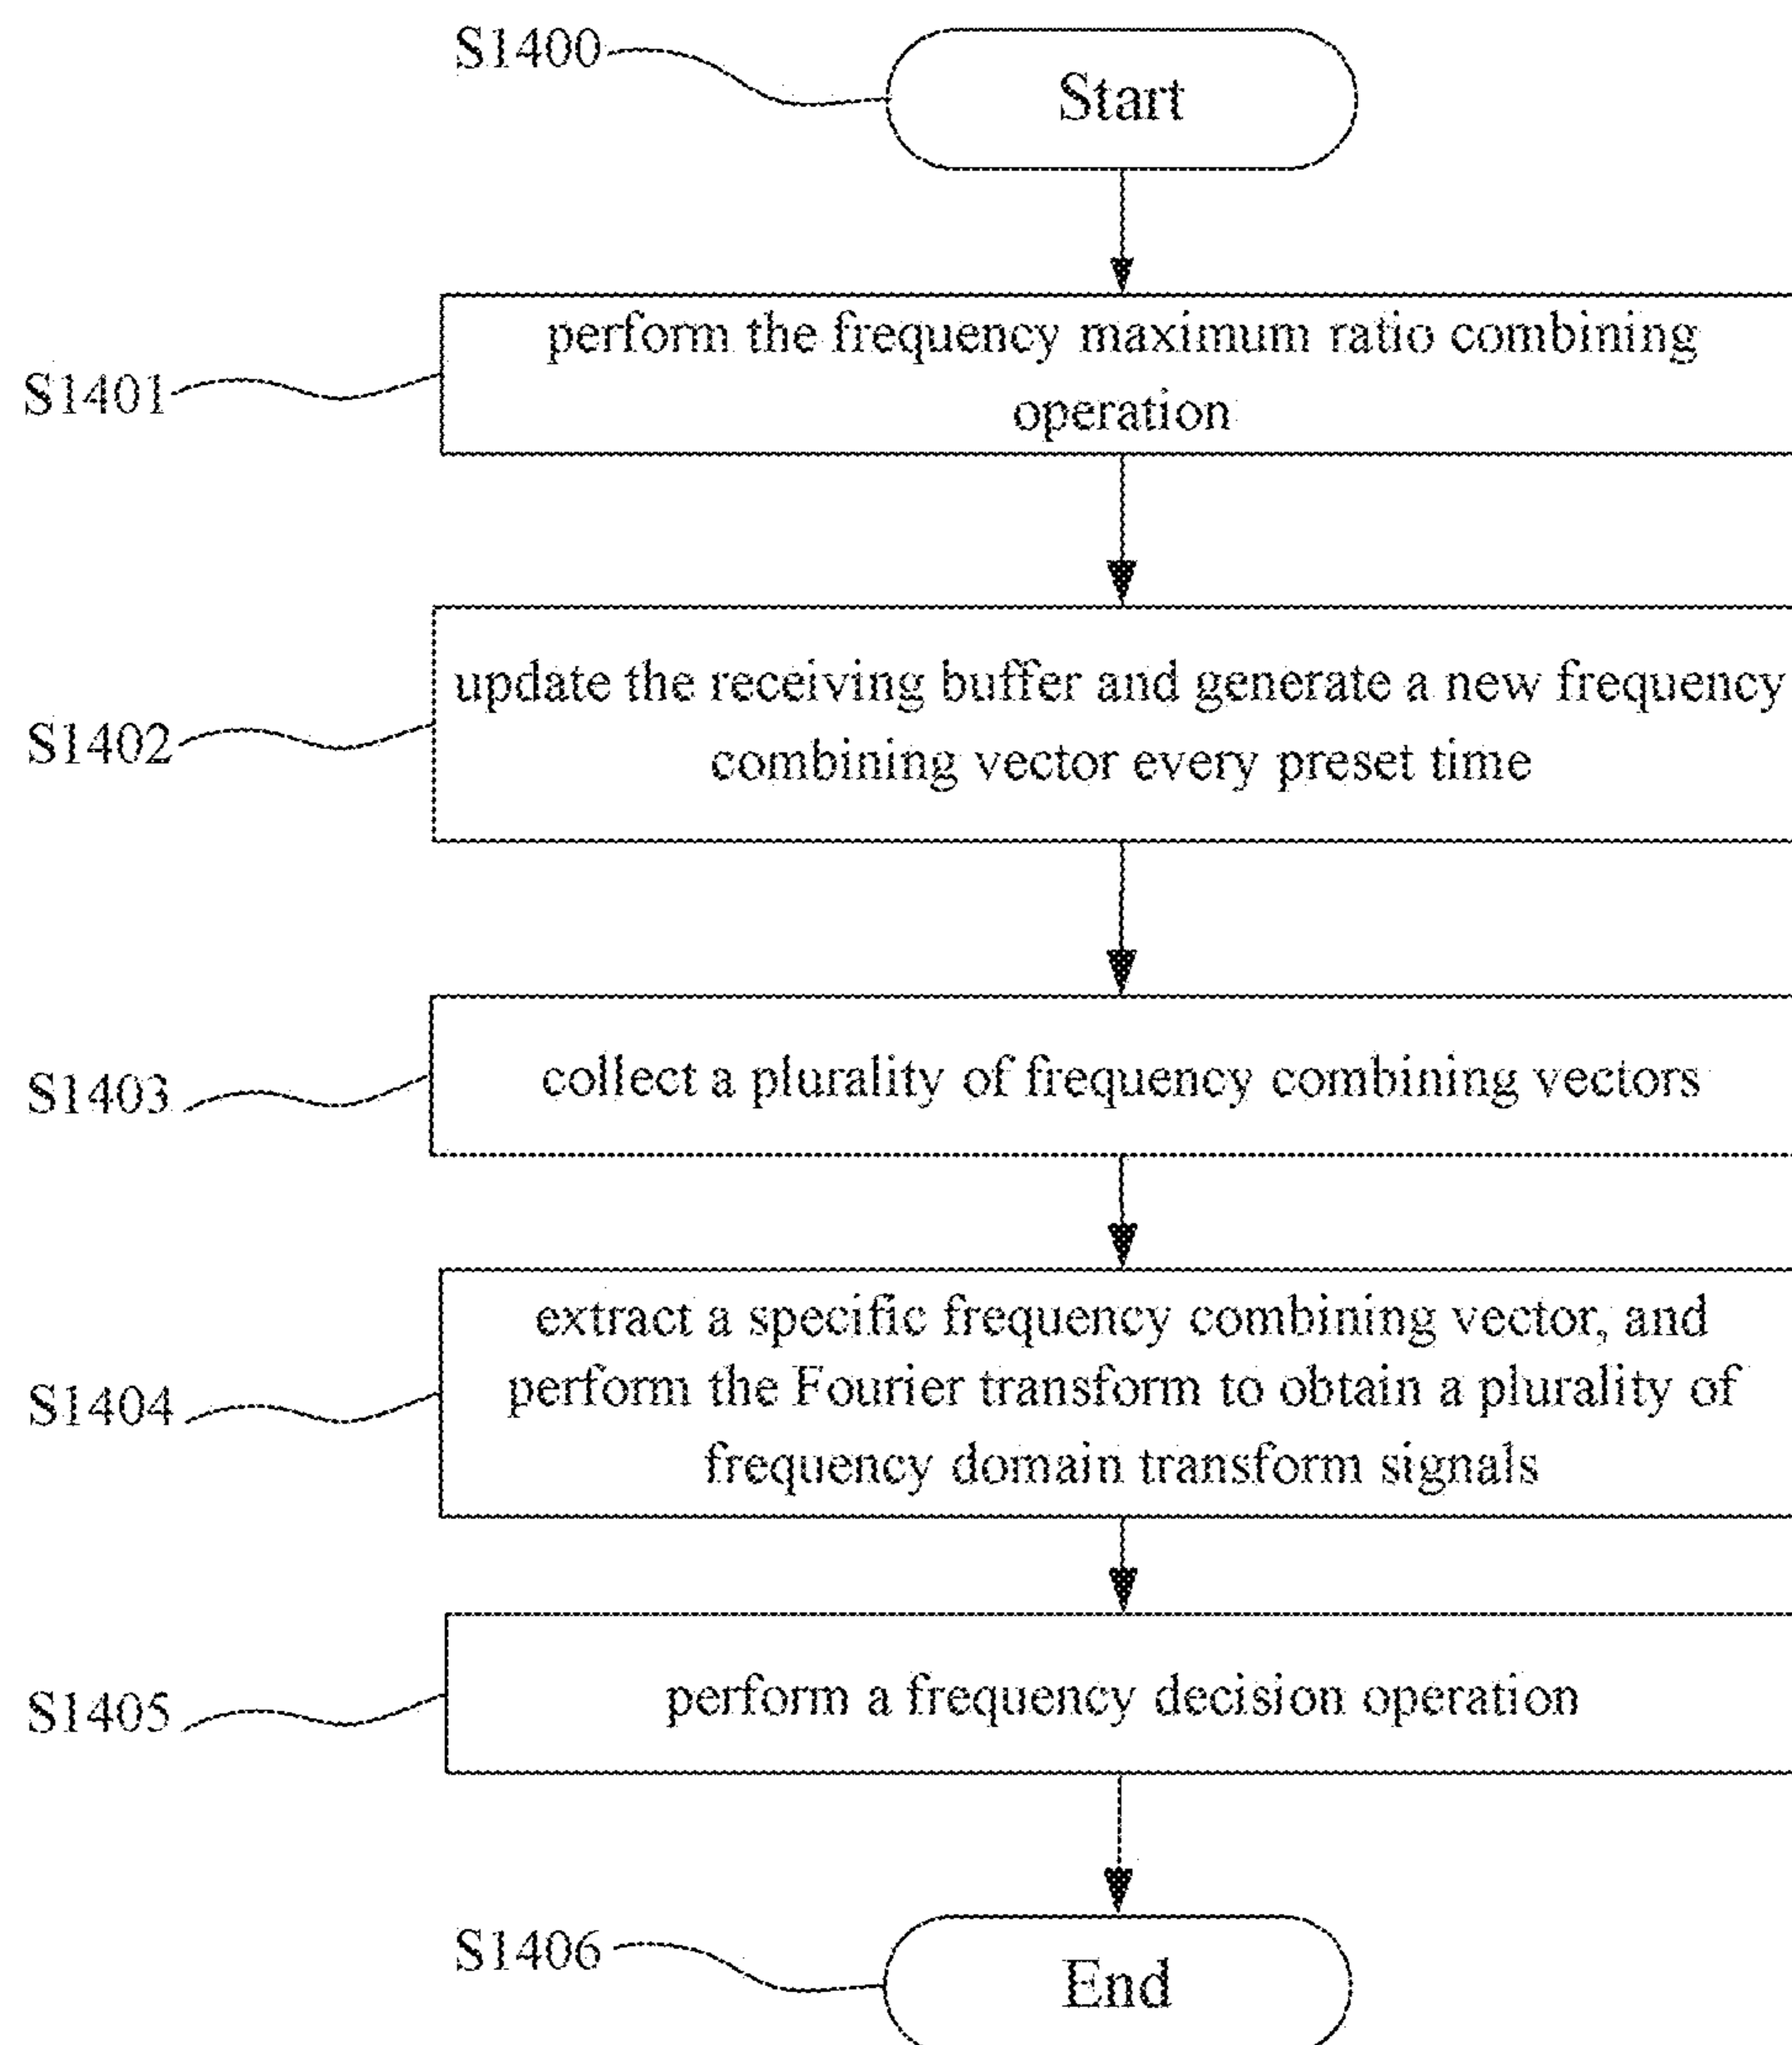 S1400
Start
S1401
perform the frequency maximum ratio combining
operation
S1402
update the receiving buffer and generate a new frequency
combining vector every preset time
S1403
collect a plurality of frequency combining vectors
S1404
extract a specific frequency combining vector, and
perform the Fourier transform to obtain a plurality of
frequency domain transform signals
S1405
perform a frequency decision operation
S1406
End